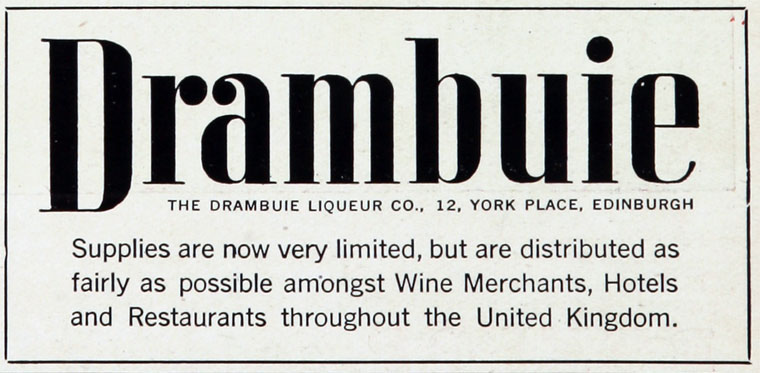 Drambuie
THE DRAMBUIE LIQUEUR CO., 12, YORK PLACE, EDINBURGH
Supplies are now very limited, but are distributed as
fairly as possible amongst Wine Merchants, Hotels
and Restaurants throughout the United Kingdom.